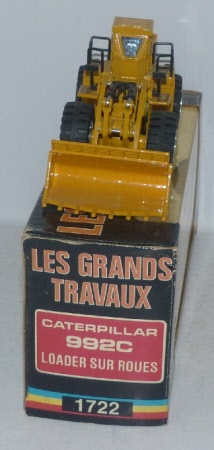 LES GRANDS
TRAVAUX
CATERPILLAR
992C
LOADER SUR ROUES
1722